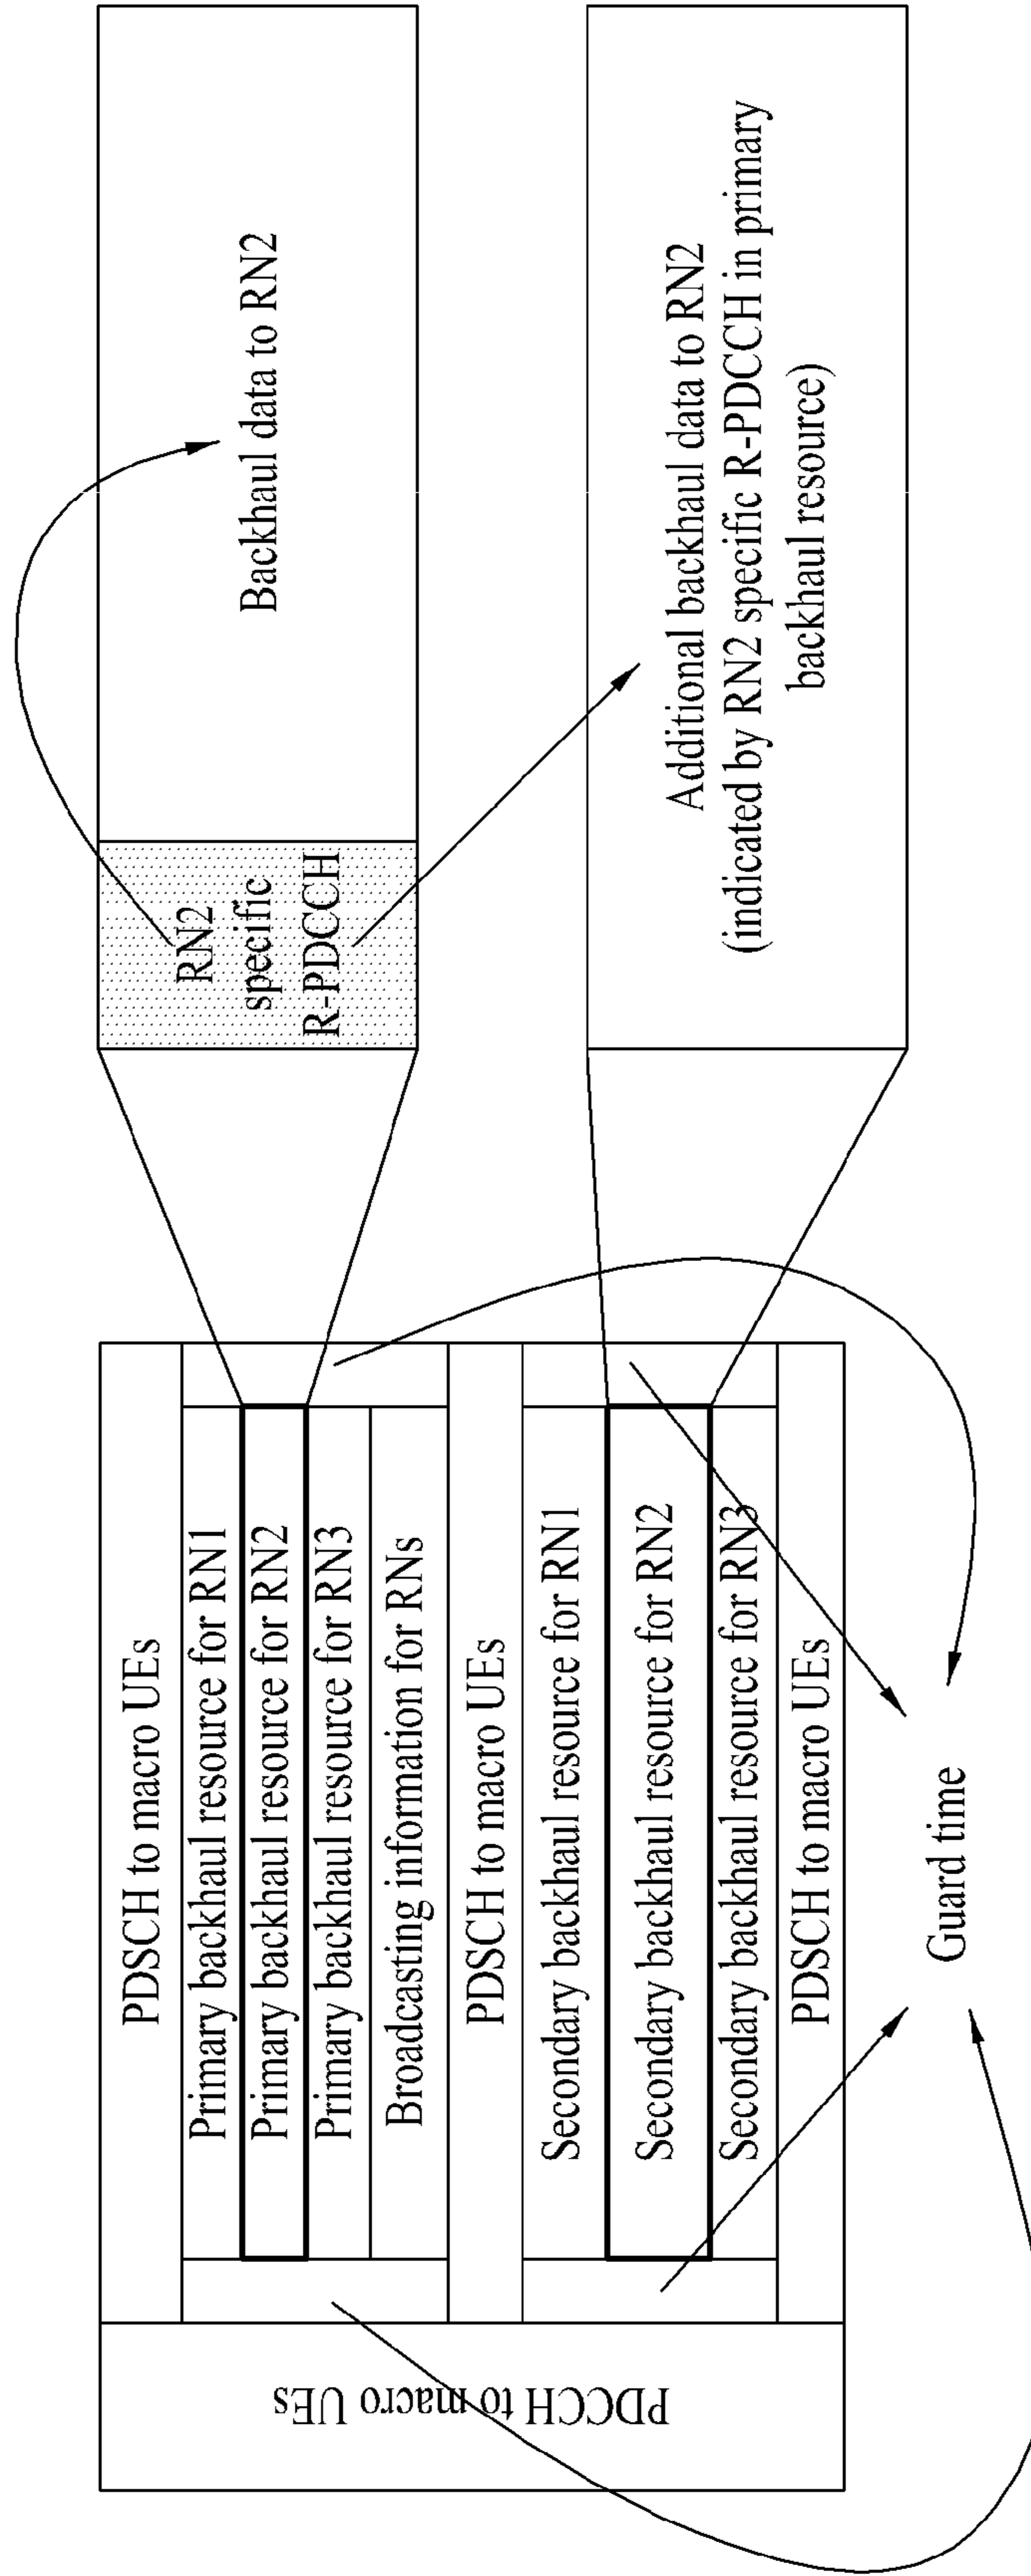 PDCCH to macro UEs
PDSCH to macro UEs
Primary backhaul resource for RN1
Primary backhaul resource for RN2
Primary backhaul resource for RN3
Broadcasting information for RNs
PDSCH to macro UEs
Secondary backhaul resource for RN1
Secondary backhaul resource for RN2
Secondary backhaul resource for RN3
PDSCH to macro UEs
Guard time
RN2
specific
R-PDCCH
Backhaul data to RN2
Additional backhaul data to RN2
(indicated by RN2 specific R-PDCCH in primary
backhaul resource)